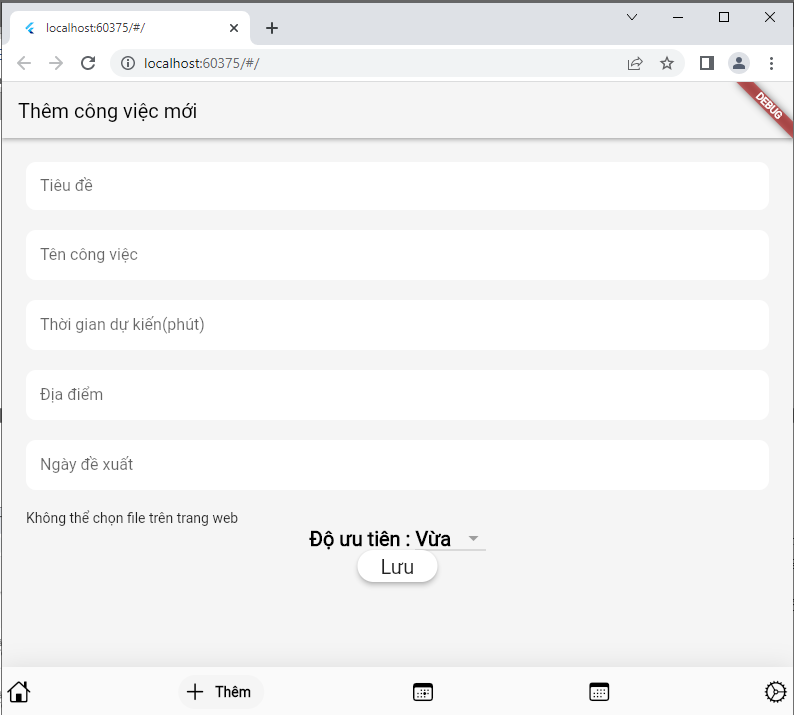 localhost:60375/#/
localhost:60375/#/
Thêm công việc mới
DEBUG
Tiêu đề
Tên công việc
Thời gian dự kiến(phút)
Địa điểm
Ngày đề xuất
Không thể chọn file trên trang web
Độ ưu tiên : Vừa
Lưu
Thêm